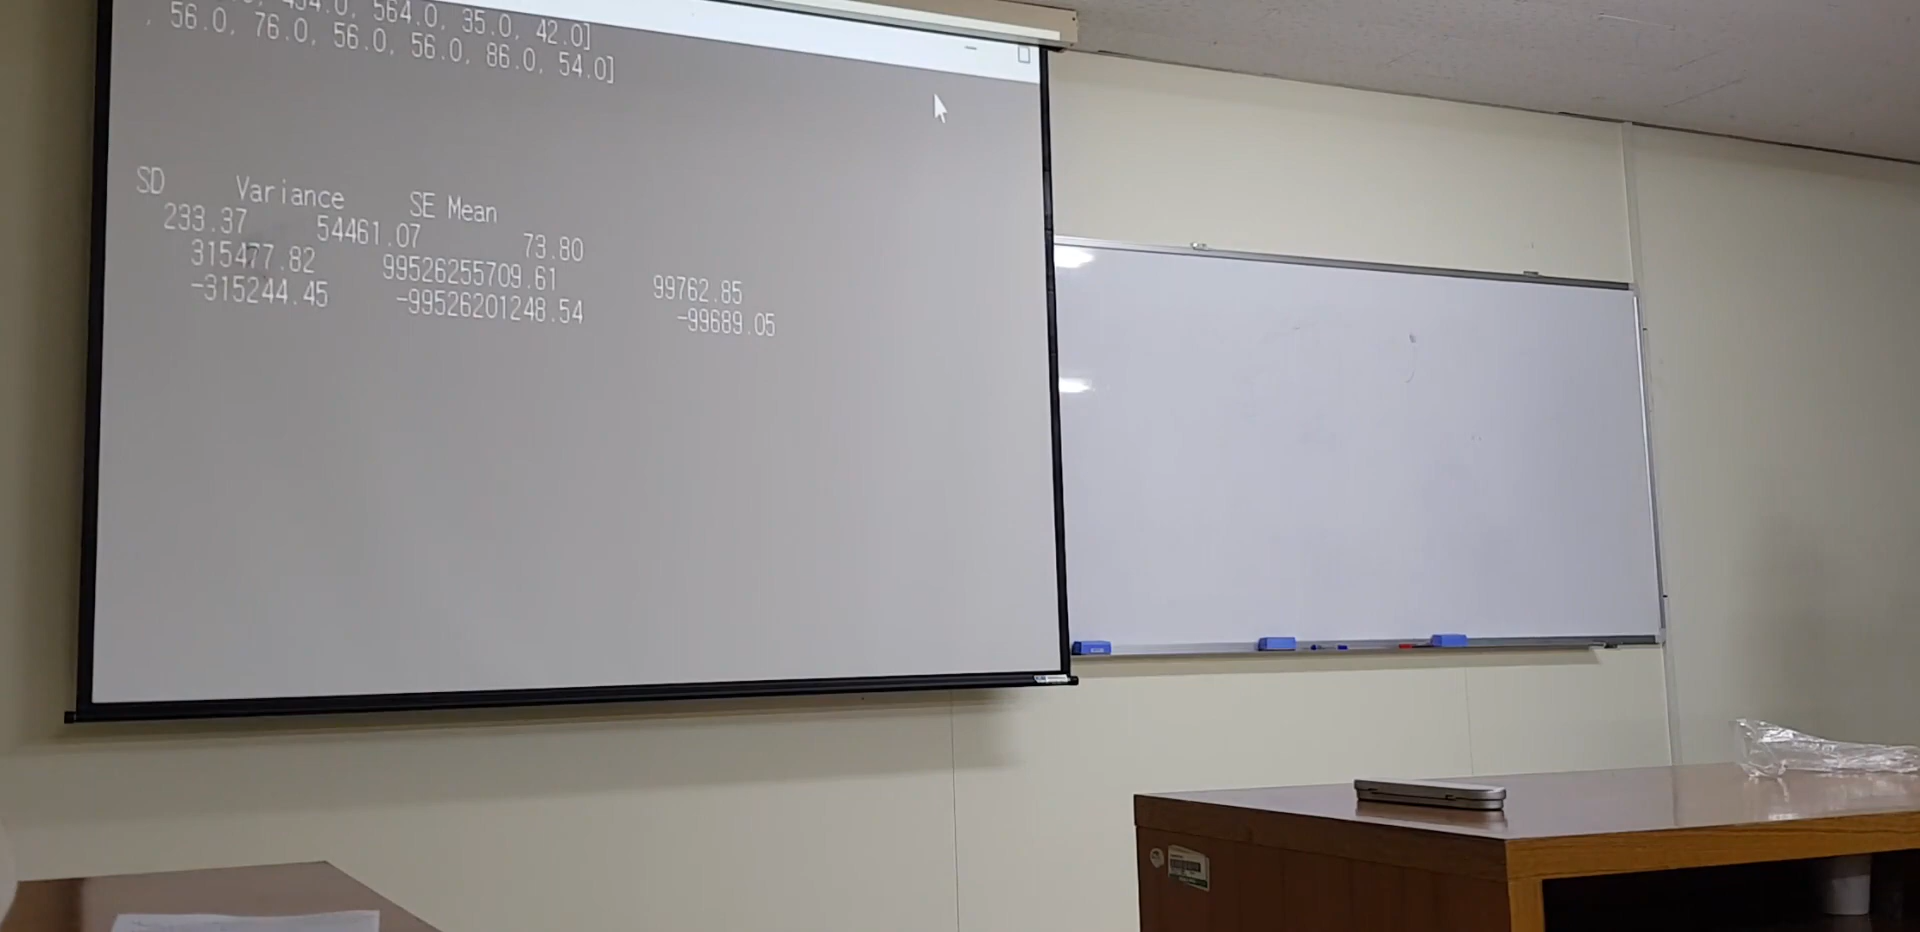 564.0, 35.0, 42.0]
, 56.0, 76.0, 56.0, 56.0, 86.0, 54.0]
SD Variance SE Mean
233.37 54461.07 73.80
315477.82 99526255709.61 99762.85
-315244.45 -99526201248.54 -99689.05